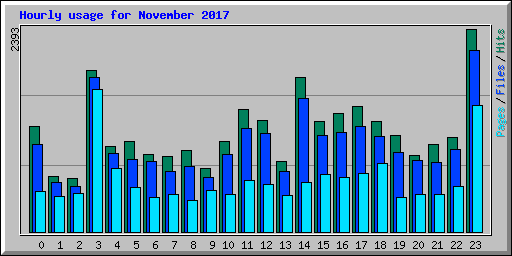 Hourly usage for November 2017
2393
Pages/Files/Hits
0 1 2 3 4 5 6 7 8 9 10 11 12 13 14 15 16 17 18 19 20 21 22 23